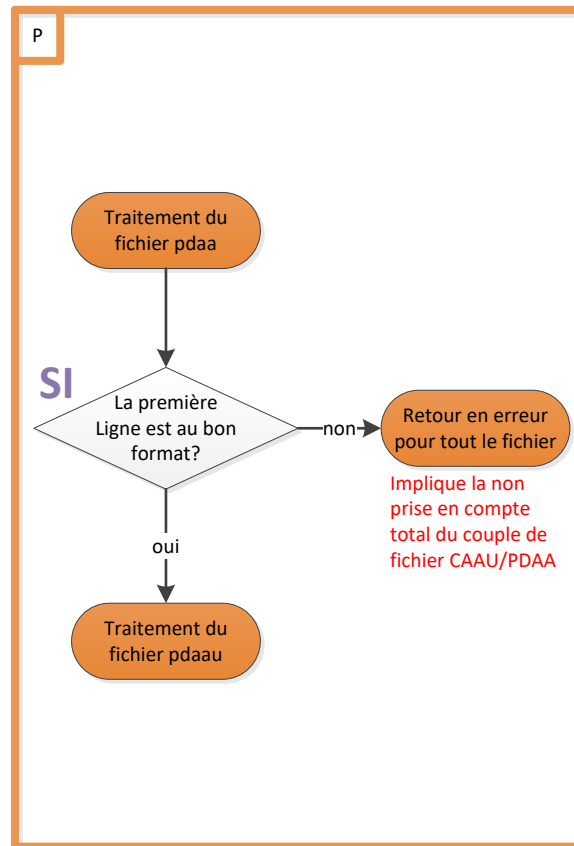 P
Traitement du
fichier pdaa
SI
La première
Ligne est au bon
format?
non
Retour en erreur
pour tout le fichier
Implique la non
prise en compte
total du couple de
fichier CAAU/PDAA
oui
Traitement du
fichier pdaau